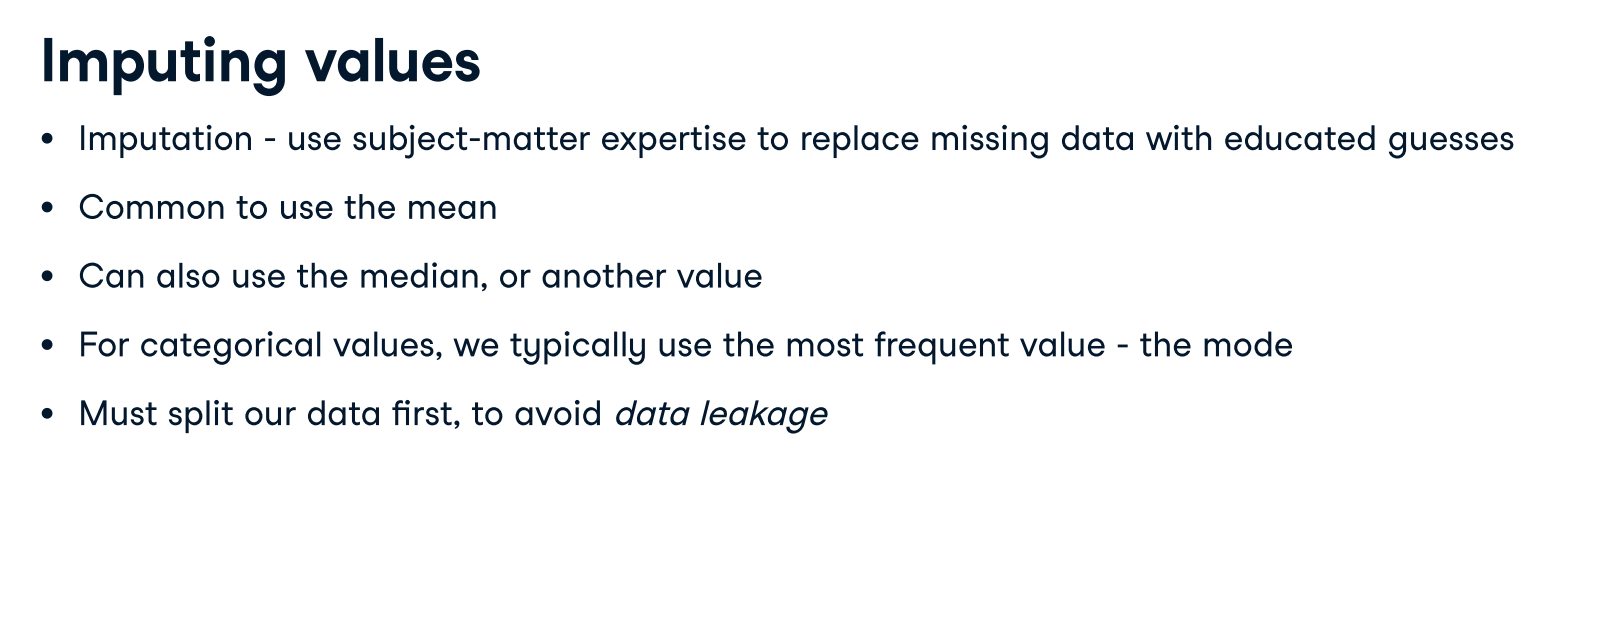 Imputing values
• Imputation - use subject-matter expertise to replace missing data with educated guesses
• Common to use the mean
• Can also use the median, or another value
• For categorical values, we typically use the most frequent value - the mode
• Must split our data first, to avoid data leakage